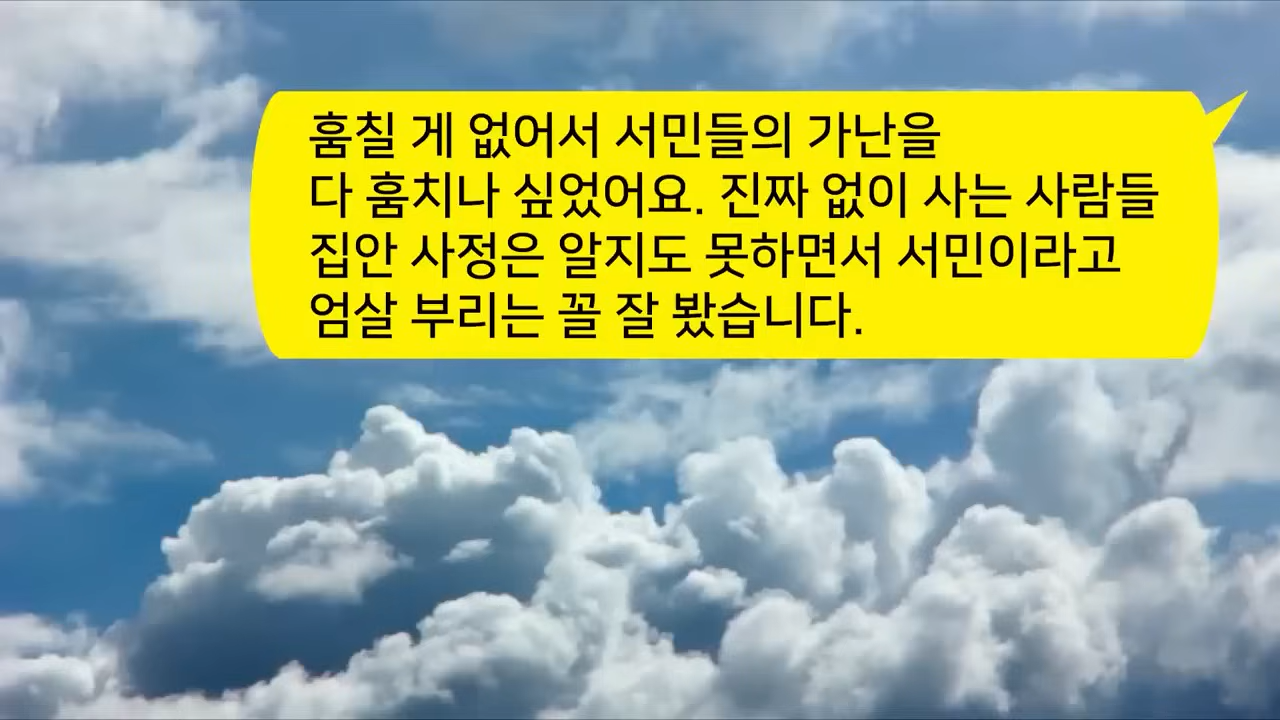 훔칠 게 없어서 서민들의 가난을
다 훔치나 싶었어요. 진짜 없이 사는 사람들
집안 사정은 알지도 못하면서 서민이라고
엄살 부리는 꼴 잘 봤습니다.